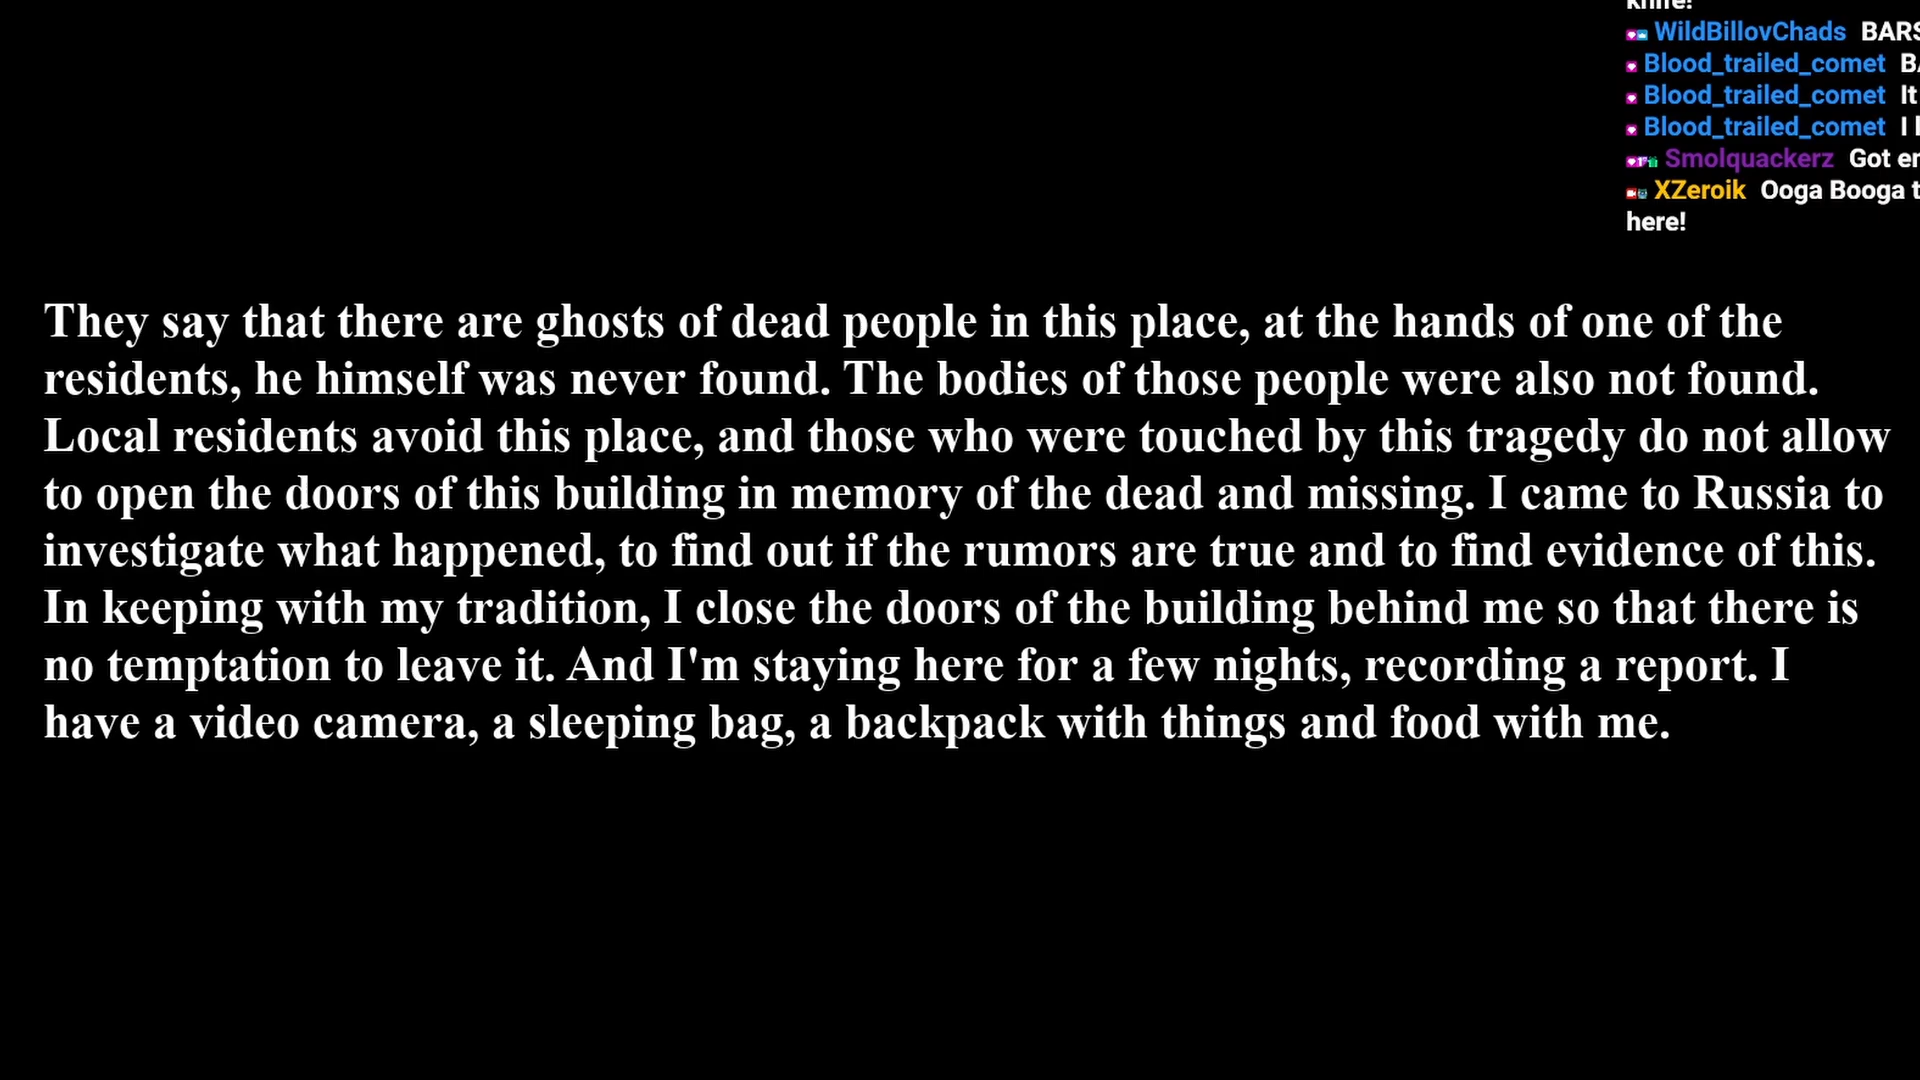 knife!
WildBillovChads BARS
Blood_trailed_comet
Blood_trailed_comet It
Blood_trailed_comet I
Smolquackerz Got
XZeroik Ooga Booga
here!
They say that there are ghosts of dead people in this place, at the hands of one of the
residents, he himself was never found. The bodies of those people were also not found.
Local residents avoid this place, and those who were touched by this tragedy do not allow
to open the doors of this building in memory of the dead and missing. I came to Russia to
investigate what happened, to find out if the rumors are true and to find evidence of this.
In keeping with my tradition, I close the doors of the building behind me so that there is
no temptation to leave it. And I'm staying here for a few nights, recording a report. I
have a video camera, a sleeping bag, a backpack with things and food with me.